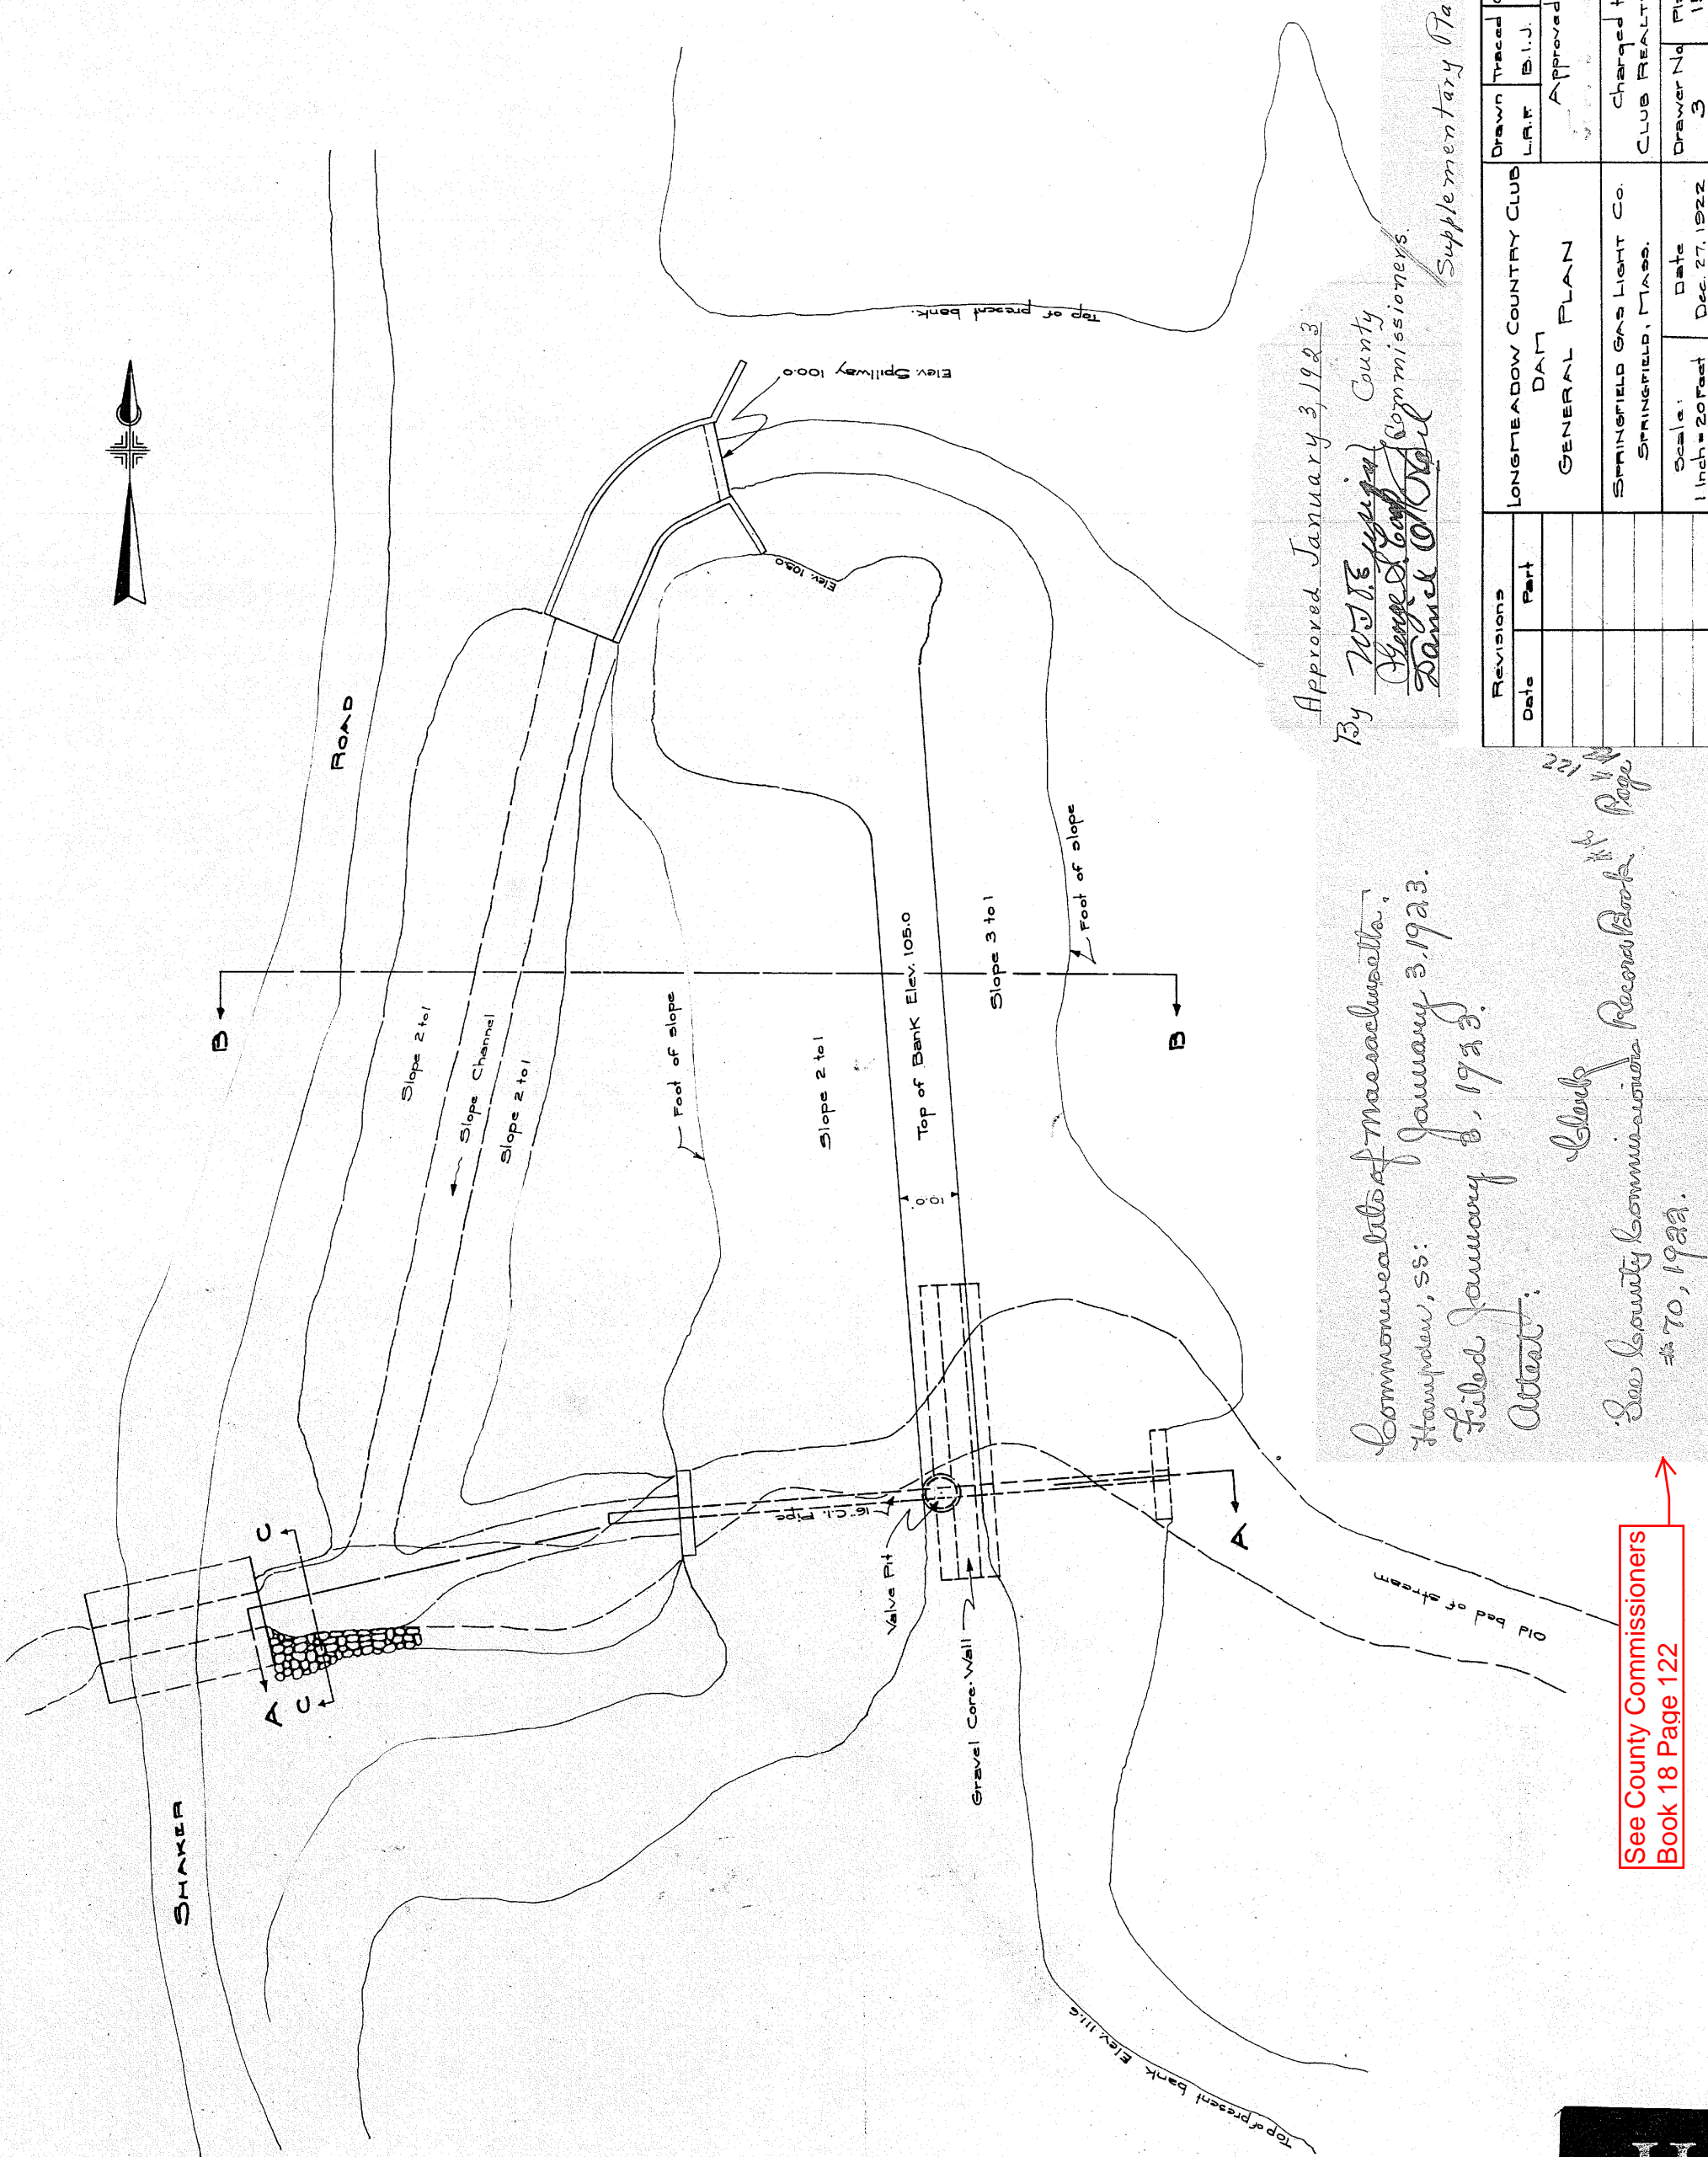 SHAKER
ROAD
B
B
Slope 2 to 1
Slope Channel
Slope 2 to 1
Foot of slope
Slope 2 to 1
Top of Bank Elev. 105.0
10.0'
Slope 3 to 1
Foot of slope
Elev. 105.0
Elev. Spillway 100.0
Top of present bank.
C
C
A
A
16" C.I. Pipe
Valve Pit
Gravel Core-Wall
Old bed of stream
Top of present bank Elev. 111.6
Approved January 3, 1923
By
County
Commissioners.
Supplementary
Commonwealth of Massachusetts.
Hampden, ss: January 3, 1923.
Filed January 3, 1923.
Attest:
Clerk
See County Commissioners Record Book Page
122
#70, 1922.
See County Commissioners
Book 18 Page 122
Revisions
Date Part
LONGMEADOW COUNTRY CLUB
DAM
GENERAL PLAN
SPRINGFIELD GAS LIGHT CO.
SPRINGFIELD, MASS.
Scale: Date
1 Inch = 20 Feet Dec. 27, 1922
Drawn Traced
L.R.F. B.I.J.
Approved
Charged
CLUB
Drawer No
3